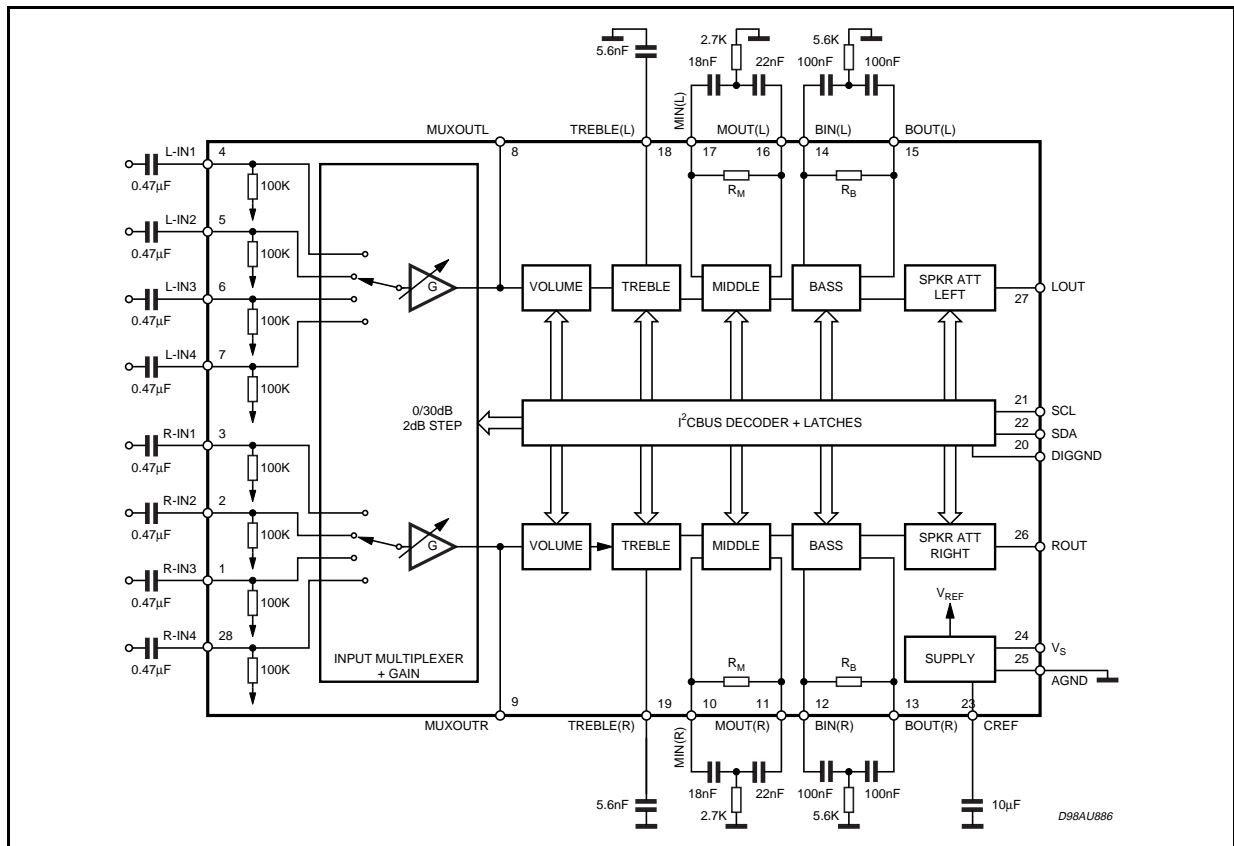 5.6nF
2.7K
18nF 22nF
5.6K
100nF 100nF
MUXOUTL
TREBLE(L)
MIN(L)
MOUT(L)
BIN(L)
BOUT(L)
8
18
17
16
14
15
L-IN1
4
0.47µF
100K
L-IN2
5
0.47µF
100K
L-IN3
6
0.47µF
100K
L-IN4
7
0.47µF
100K
R-IN1
3
0.47µF
100K
R-IN2
2
0.47µF
100K
R-IN3
1
0.47µF
100K
R-IN4
28
0.47µF
100K
G
G
0/30dB
2dB STEP
INPUT MULTIPLEXER
+ GAIN
RM
RB
VOLUME
TREBLE
MIDDLE
BASS
SPKR ATT
LEFT
27
LOUT
I2CBUS DECODER + LATCHES
21
SCL
22
SDA
20
DIGGND
VOLUME
TREBLE
MIDDLE
BASS
SPKR ATT
RIGHT
26
ROUT
VREF
SUPPLY
24
VS
25
AGND
RM
RB
9
19
10
11
12
13
23
MUXOUTR
TREBLE(R)
MIN(R)
MOUT(R)
BIN(R)
BOUT(R)
CREF
5.6nF
18nF 22nF
2.7K
100nF 100nF
5.6K
10µF
D98AU886